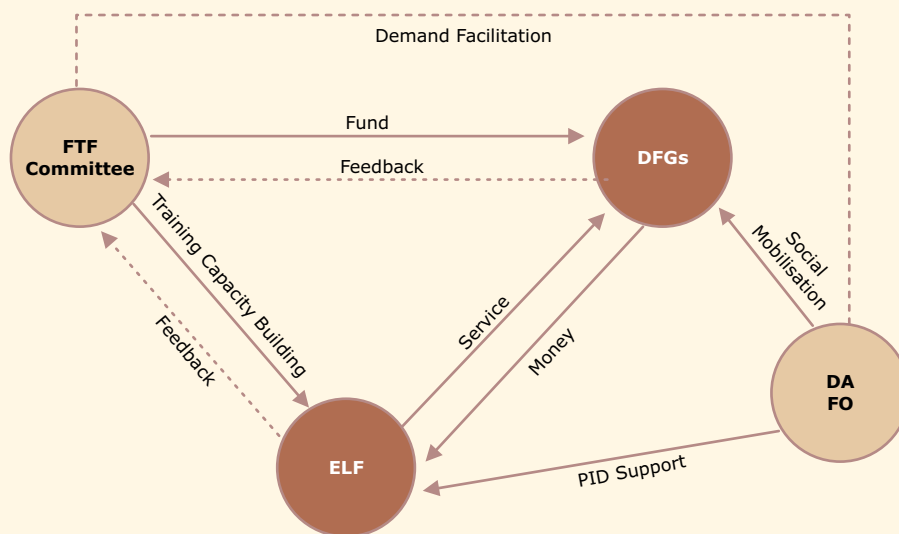 Demand Facilitation
FTF
Committee
Fund
DFGs
Feedback
Training Capacity Building
Social
Mobilisation
Service
Feedback
Money
DA
FO
ELF
PID Support